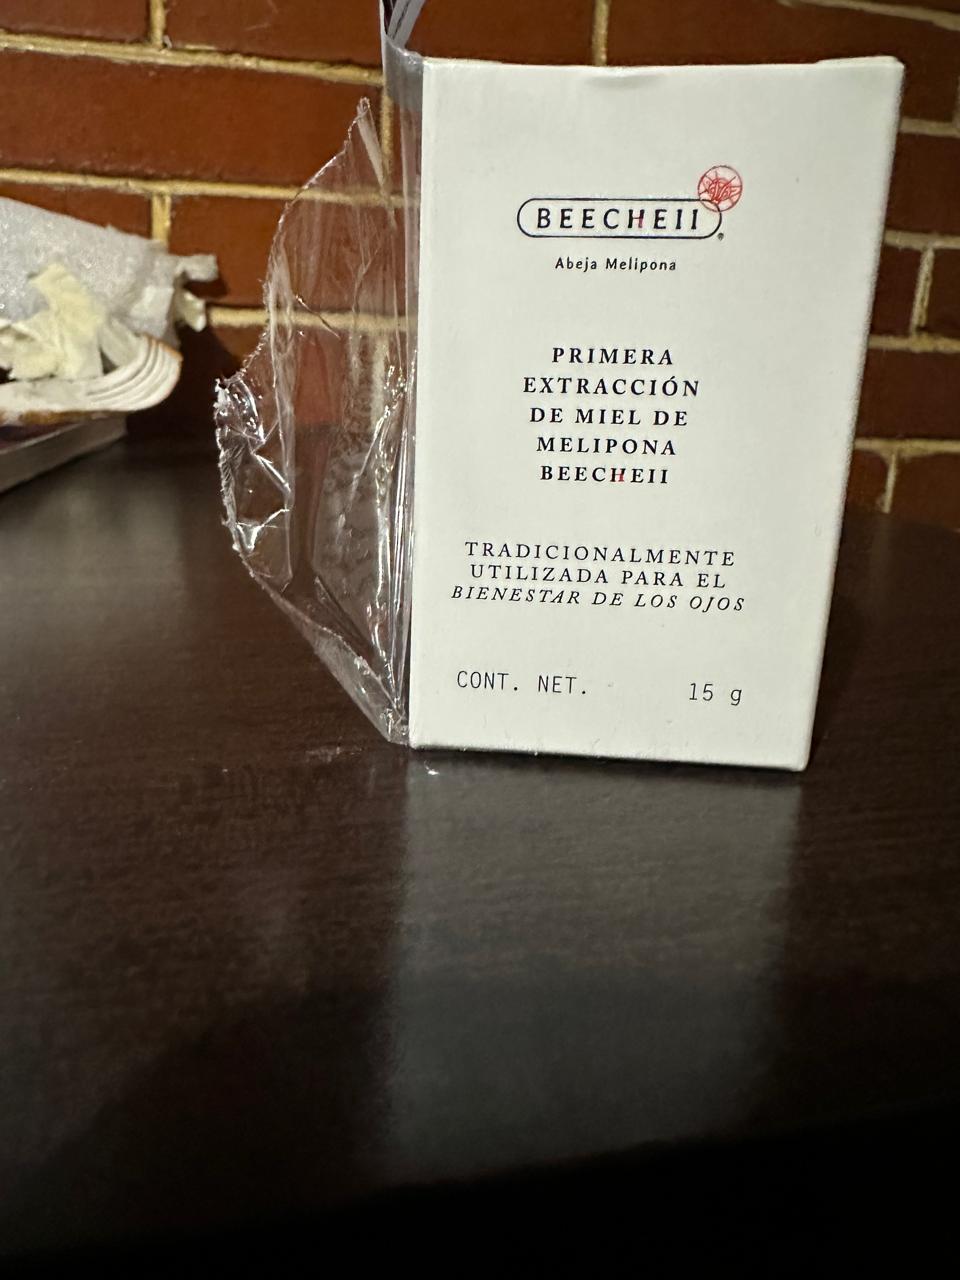 BEECHEII
Abeja Melipona
PRIMERA
EXTRACCIÓN
DE MIEL DE
MELIPONA
BEECHEII
TRADICIONALMENTE
UTILIZADA PARA EL
BIENESTAR DE LOS OJOS
CONT. NET. 15 g